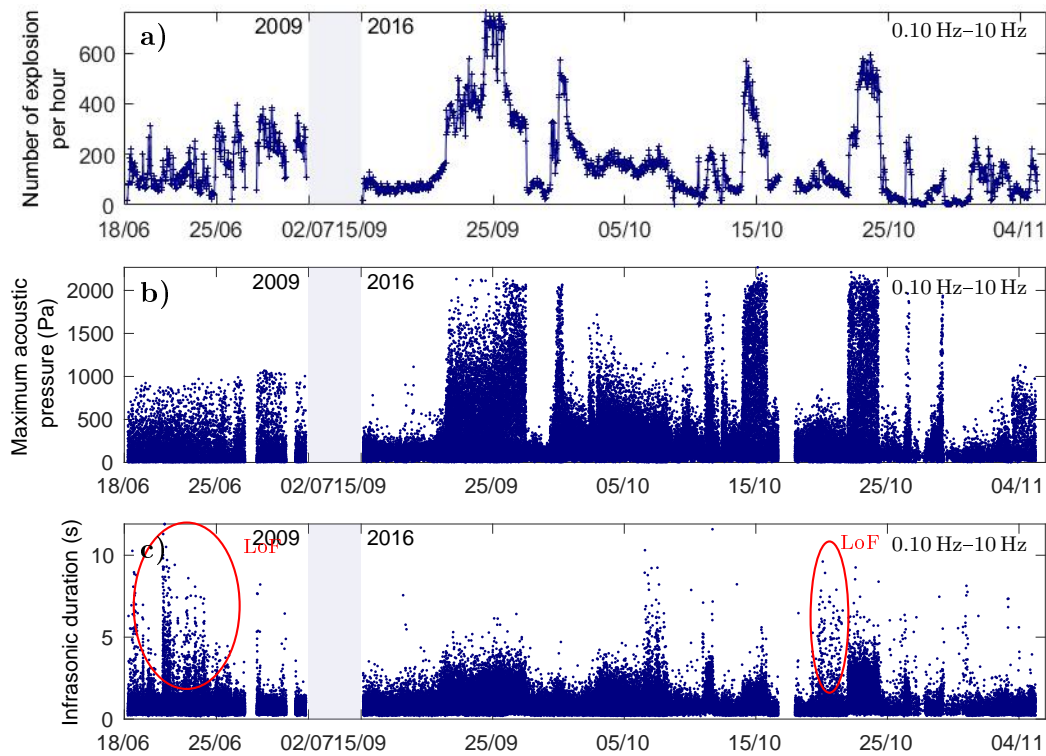 a)
2009
2016
0.10 Hz–10 Hz
Number of explosion
per hour
600
400
200
0
18/06 25/06 02/07 15/09 25/09 05/10 15/10 25/10 04/11
b)
2009
2016
0.10 Hz–10 Hz
Maximum acoustic
pressure (Pa)
2000
1500
1000
500
0
18/06 25/06 02/07 15/09 25/09 05/10 15/10 25/10 04/11
c)
2009
LoF
2016
LoF
0.10 Hz–10 Hz
Infrasonic duration (s)
10
5
0
18/06 25/06 02/07 15/09 25/09 05/10 15/10 25/10 04/11